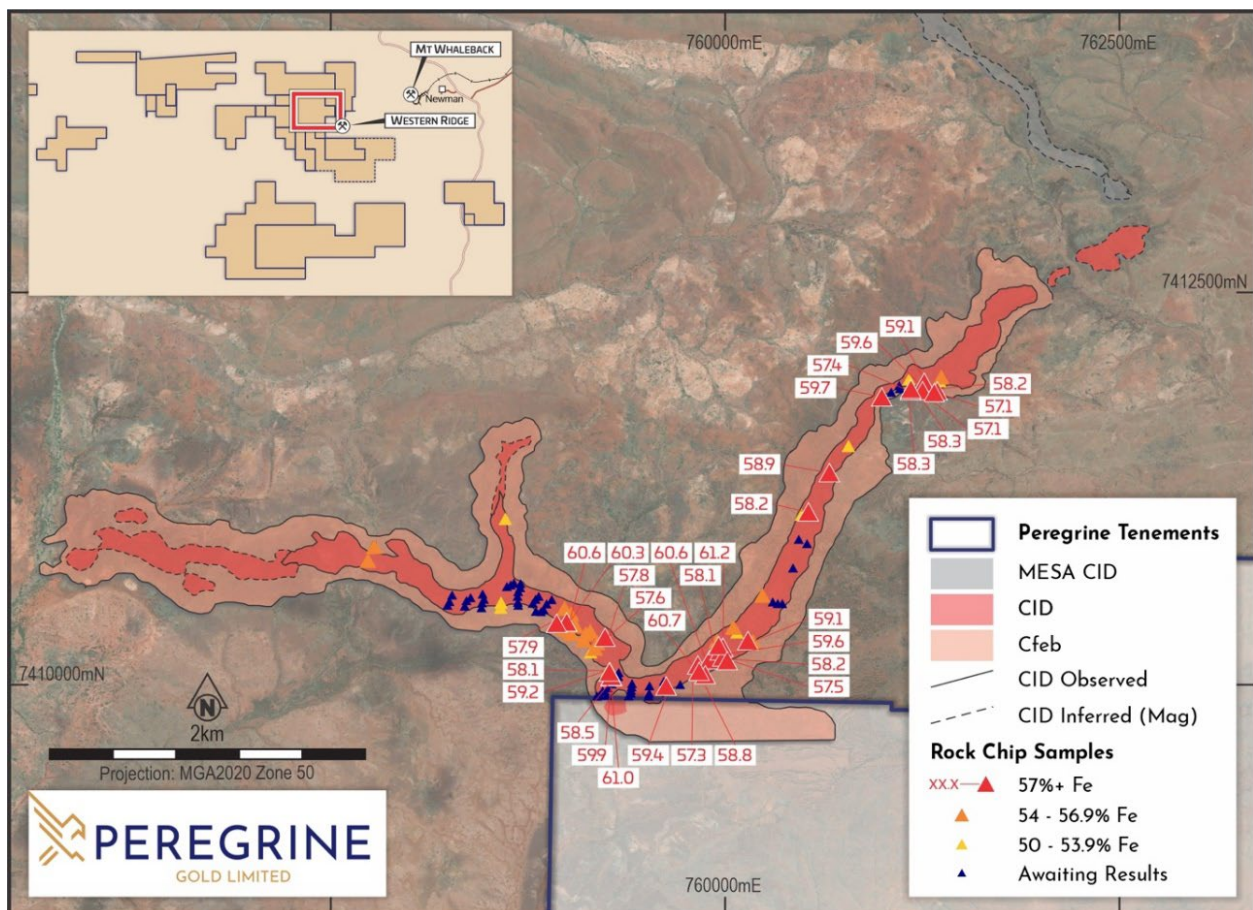 760000mE
762500mE
MT WHALEBACK
Newman
WESTERN RIDGE
7412500mN
59.1
59.6
57.4
59.7
58.2
57.1
57.1
58.3
58.3
58.9
58.2
60.6
60.3
60.6
61.2
57.8
58.1
57.6
60.7
57.9
58.1
59.2
59.1
59.6
58.2
57.5
58.5
59.9
61.0
59.4
57.3
58.8
7410000mN
N
2km
Projection: MGA2020 Zone 50
PEREGRINE
GOLD LIMITED
760000mE
Peregrine Tenements
MESA CID
CID
Cfeb
CID Observed
CID Inferred (Mag)
Rock Chip Samples
XX.X 57%+ Fe
54 - 56.9% Fe
50 - 53.9% Fe
Awaiting Results